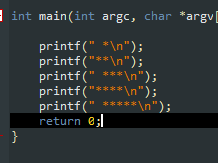 int main(int argc, char *argv[
printf(" *\n");
printf(" **\n");
printf(" ***\n");
printf(" ****\n");
printf(" *****\n");
return 0;
}